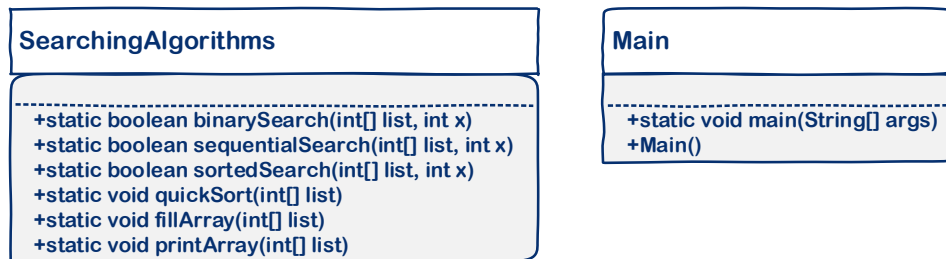 SearchingAlgorithms
+static boolean binarySearch(int[] list, int x)
+static boolean sequentialSearch(int[] list, int x)
+static boolean sortedSearch(int[] list, int x)
+static void quickSort(int[] list)
+static void fillArray(int[] list)
+static void printArray(int[] list)
Main
+static void main(String[] args)
+Main()